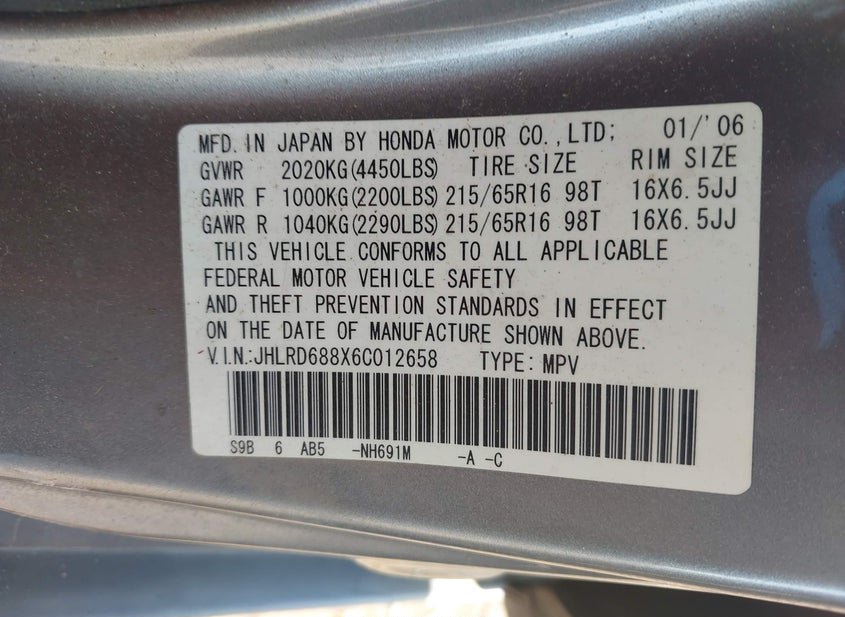 MFD. IN JAPAN BY HONDA MOTOR CO., LTD; 01/'06
GVWR 2020KG(4450LBS) TIRE SIZE RIM SIZE
GAWR F 1000KG(2200LBS) 215/65R16 98T 16X6.5JJ
GAWR R 1040KG(2290LBS) 215/65R16 98T 16X6.5JJ
THIS VEHICLE CONFORMS TO ALL APPLICABLE
FEDERAL MOTOR VEHICLE SAFETY
AND THEFT PREVENTION STANDARDS IN EFFECT
ON THE DATE OF MANUFACTURE SHOWN ABOVE.
V.I.N.:JHLRD688X6C012658 TYPE: MPV
S9B 6 AB5 -NH691M -A -C